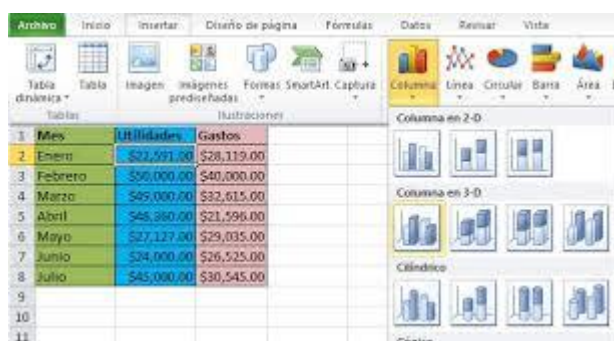 Archivo Inicio Insertar Diseño de página Fórmulas Datos Revisar Vista
Tabla dinámica Tabla Imagen Imágenes prediseñadas Formas SmartArt Captura Columna Línea Circular Barra Área
Tablas Ilustraciones
Columna en 2-D
Columna en 3-D
Cilíndrico
Cónico
1 Mes Utilidades Gastos
2 Enero $22,591.00 $28,119.00
3 Febrero $50,000.00 $40,000.00
4 Marzo $49,000.00 $32,615.00
5 Abril $48,360.00 $21,596.00
6 Mayo $27,127.00 $29,035.00
7 Junio $24,000.00 $26,525.00
8 Julio $45,000.00 $30,545.00
9
10
11